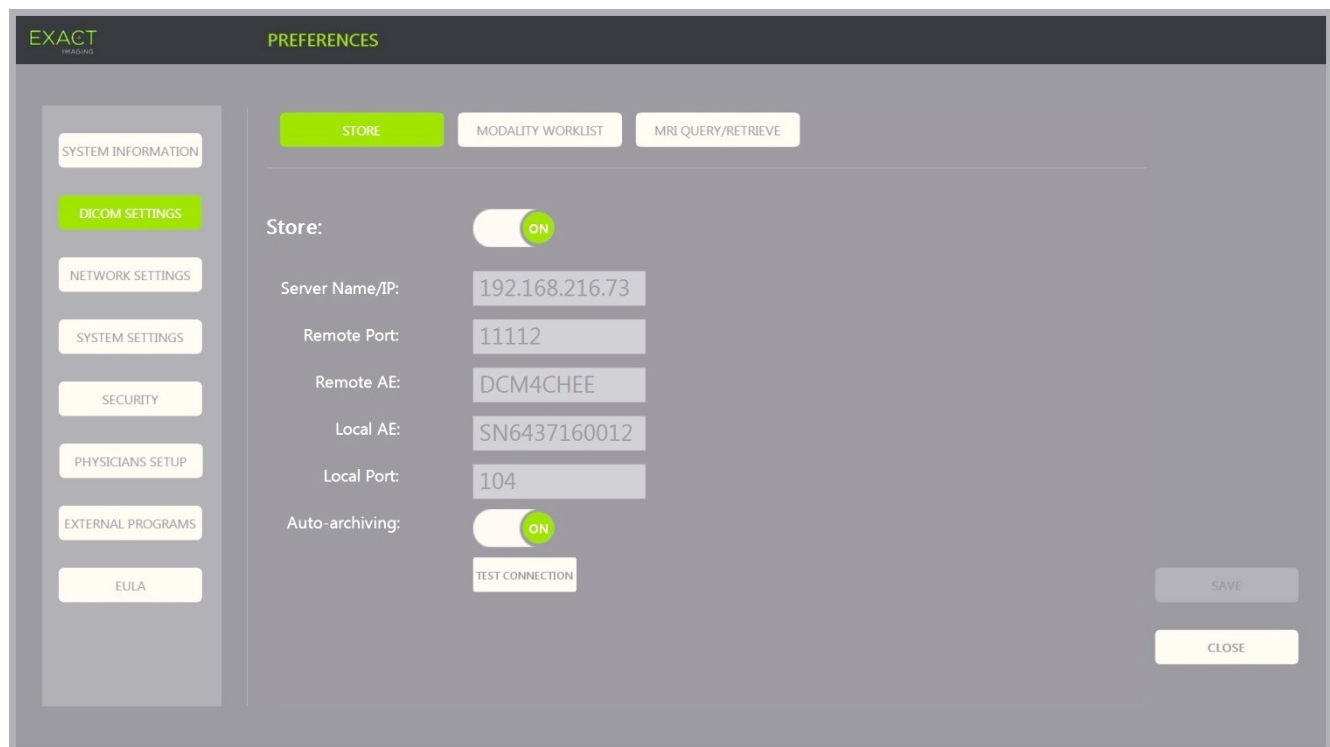 EXACT
IMAGING
PREFERENCES
SYSTEM INFORMATION
DICOM SETTINGS
NETWORK SETTINGS
SYSTEM SETTINGS
SECURITY
PHYSICIANS SETUP
EXTERNAL PROGRAMS
EULA
STORE MODALITY WORKLIST MRI QUERY/RETRIEVE
Store: ON
Server Name/IP: 192.168.216.73
Remote Port: 11112
Remote AE: DCM4CHEE
Local AE: SN6437160012
Local Port: 104
Auto-archiving: ON
TEST CONNECTION
SAVE
CLOSE